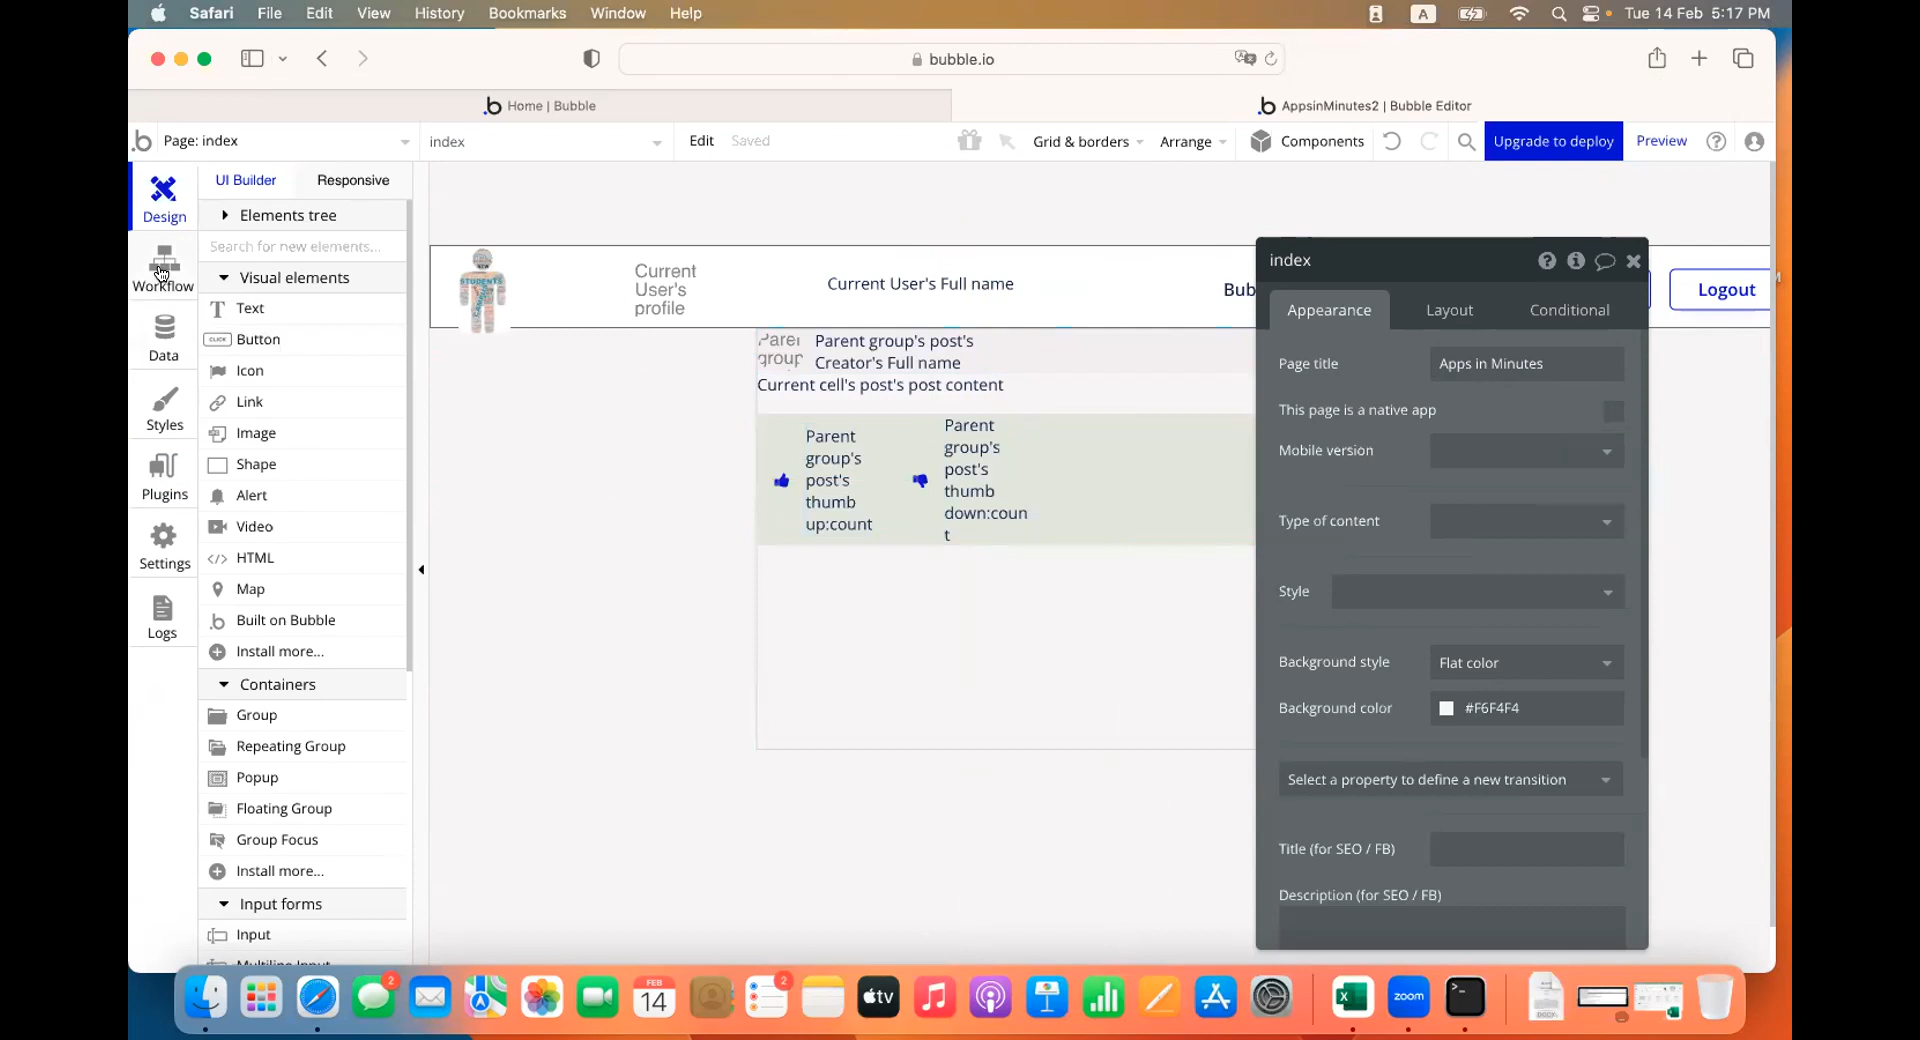 Safari File Edit View History Bookmarks Window Help
A
Tue 14 Feb 5:17 PM
bubble.io
Home | Bubble
AppsinMinutes2 | Bubble Editor
Page: index
index
Edit Saved
Grid & borders
Arrange
Components
Upgrade to deploy
Preview
Design
Workflow
Data
Styles
Plugins
Settings
Logs
UI Builder
Responsive
Elements tree
Search for new elements...
Visual elements
Text
CLICK Button
Icon
Link
Image
Shape
Alert
Video
HTML
Map
Built on Bubble
Install more...
Containers
Group
Repeating Group
Popup
Floating Group
Group Focus
Install more...
Input forms
Input
Multiline Input
STUDENTS
Current
User's
profile
Current User's Full name
Bub
Logout
Parent group's post's
Creator's Full name
Current cell's post's post content
Parent
group's
post's
thumb
up:count
Parent
group's
post's
thumb
down:coun
t
index
Appearance
Layout
Conditional
Page title
Apps in Minutes
This page is a native app
Mobile version
Type of content
Style
Background style
Flat color
Background color
#F6F4F4
Select a property to define a new transition
Title (for SEO / FB)
Description (for SEO / FB)
2
FEB
14
2
tv
zoom